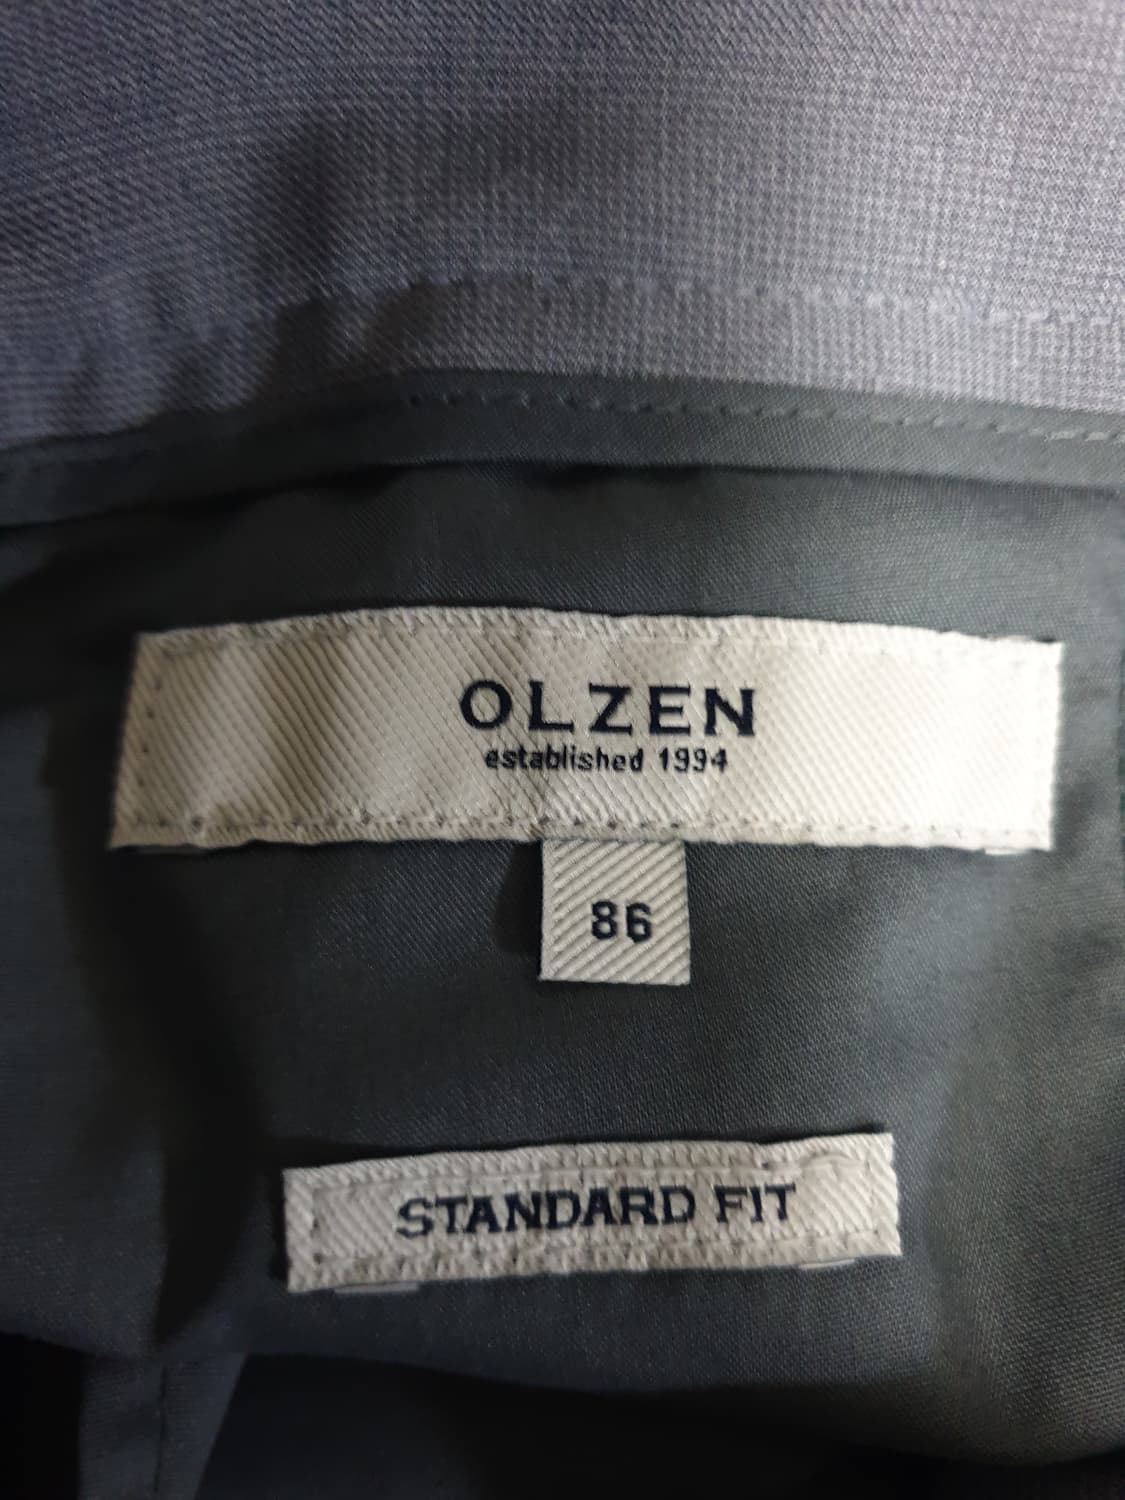 OLZEN
established 1994
86
STANDARD FIT